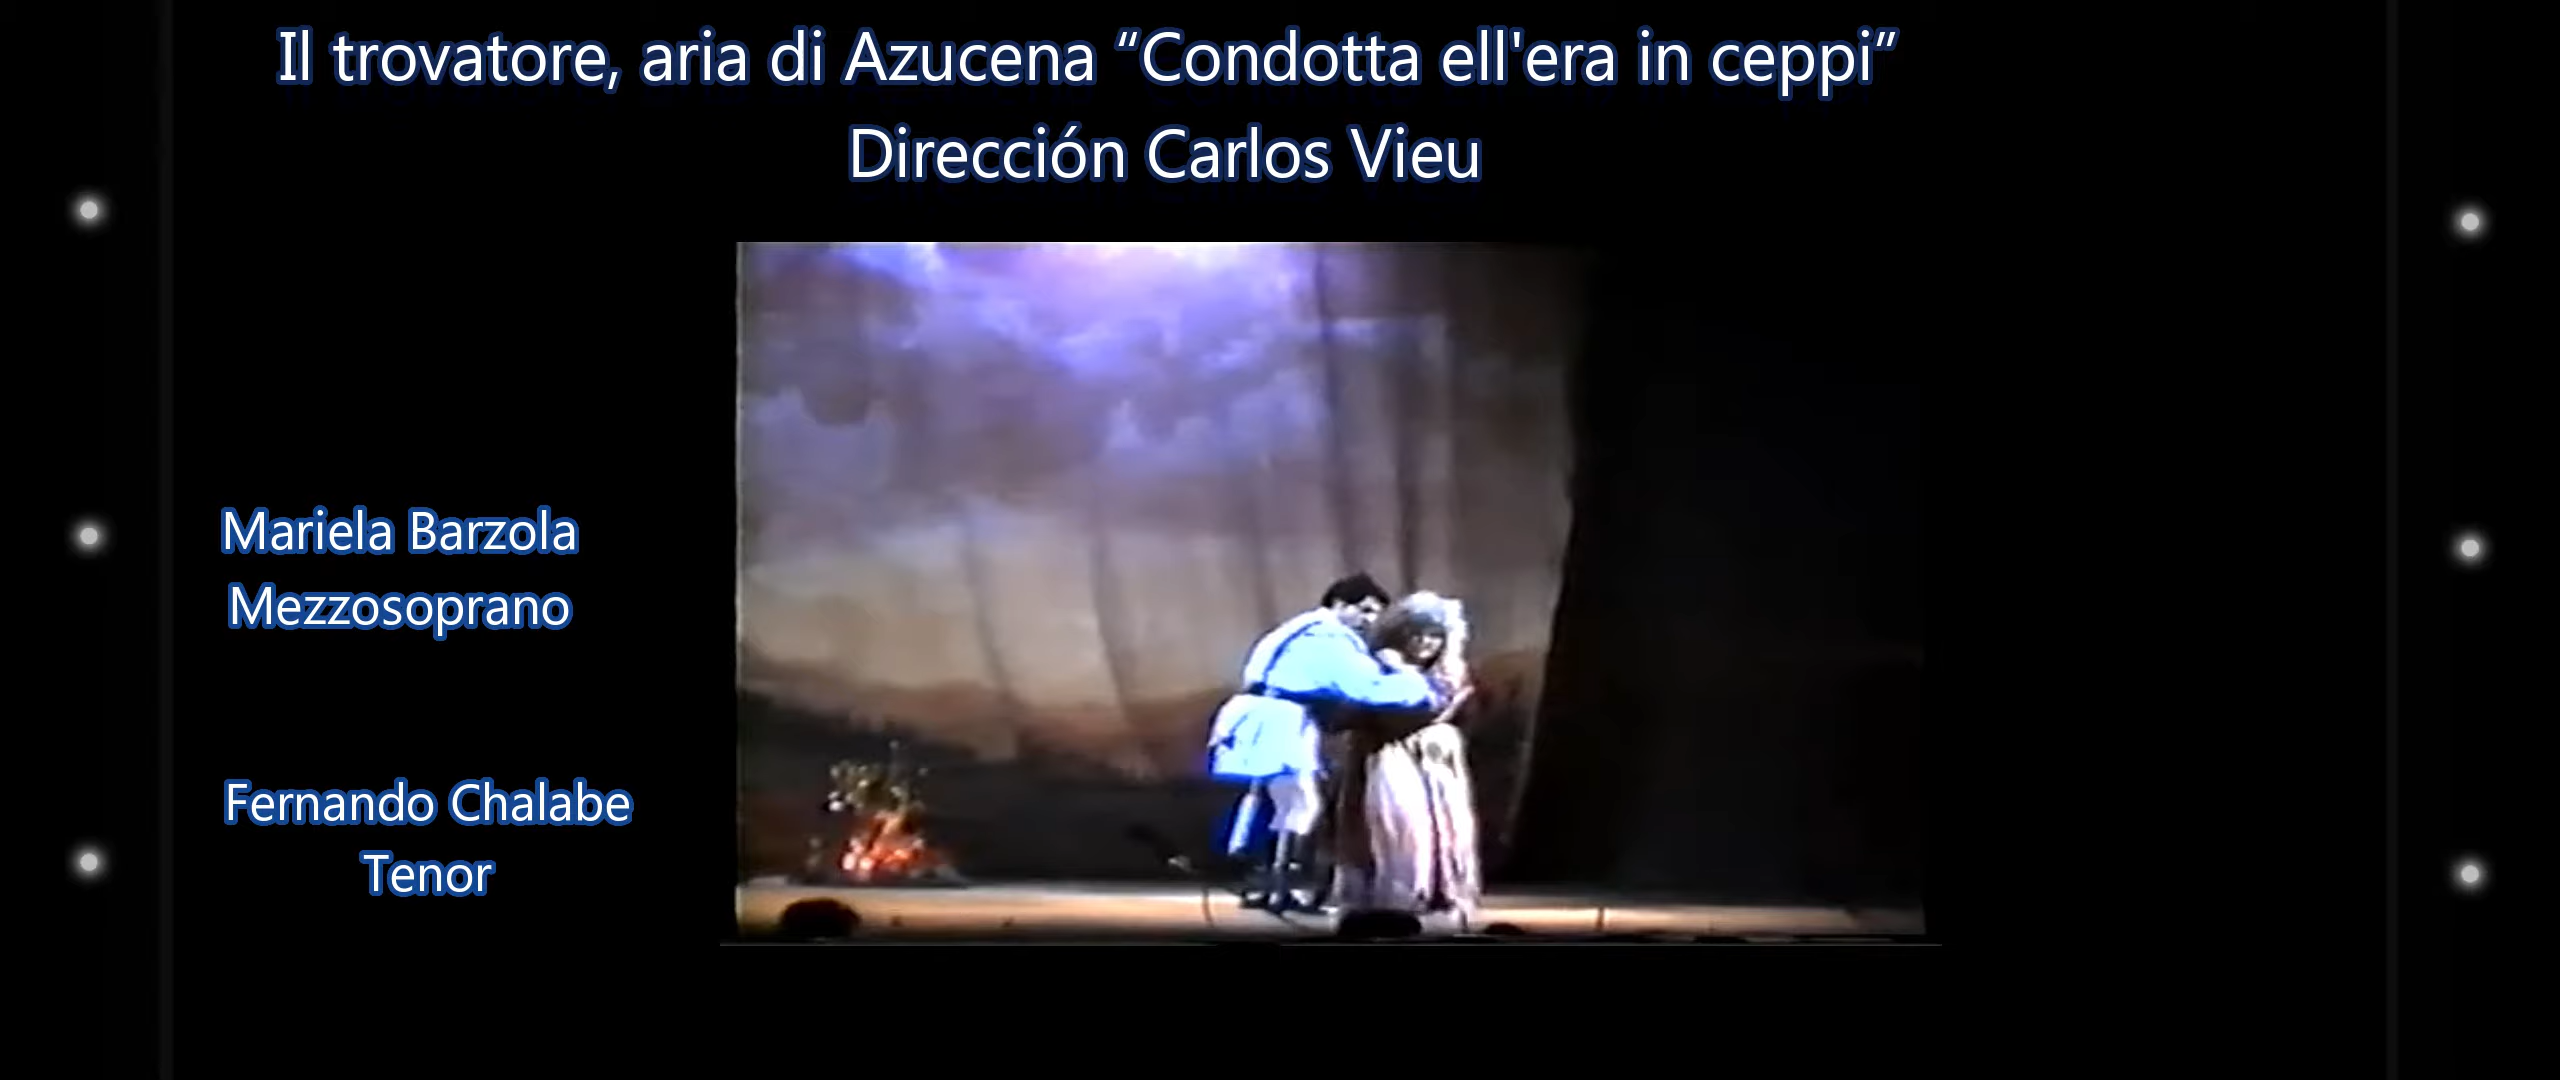 Il trovatore, aria di Azucena “Condotta ell'era in ceppi”
Dirección Carlos Vieu
Mariela Barzola
Mezzosoprano
Fernando Chalabe
Tenor